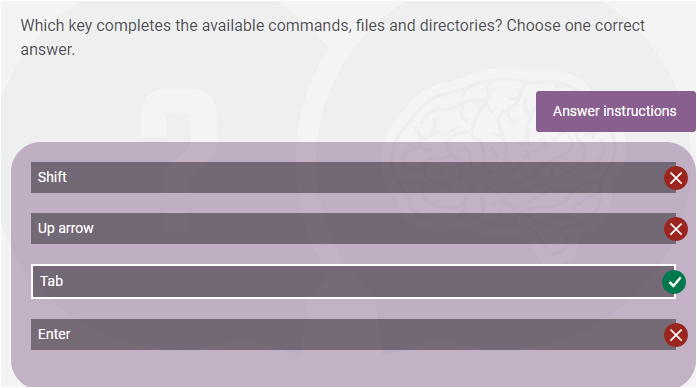 Which key completes the available commands, files and directories? Choose one correct
answer.
Answer instructions
Shift
Up arrow
Tab
Enter